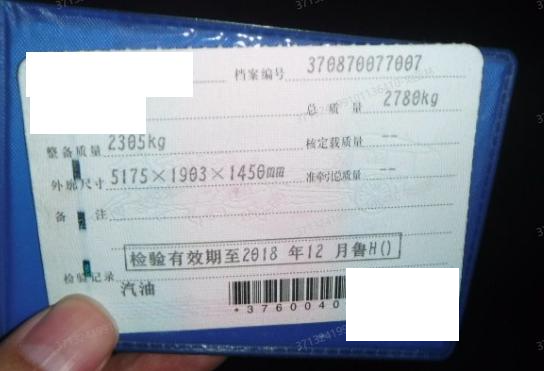 档案编号 370870077007
总质量 2780kg
整备质量 2305kg 核定载质量 --
外廓尺寸 5175×1903×1450mm 准牵引总质量 --
备注
检验有效期至2018 年12 月鲁H()
检验记录
汽油
*3760040